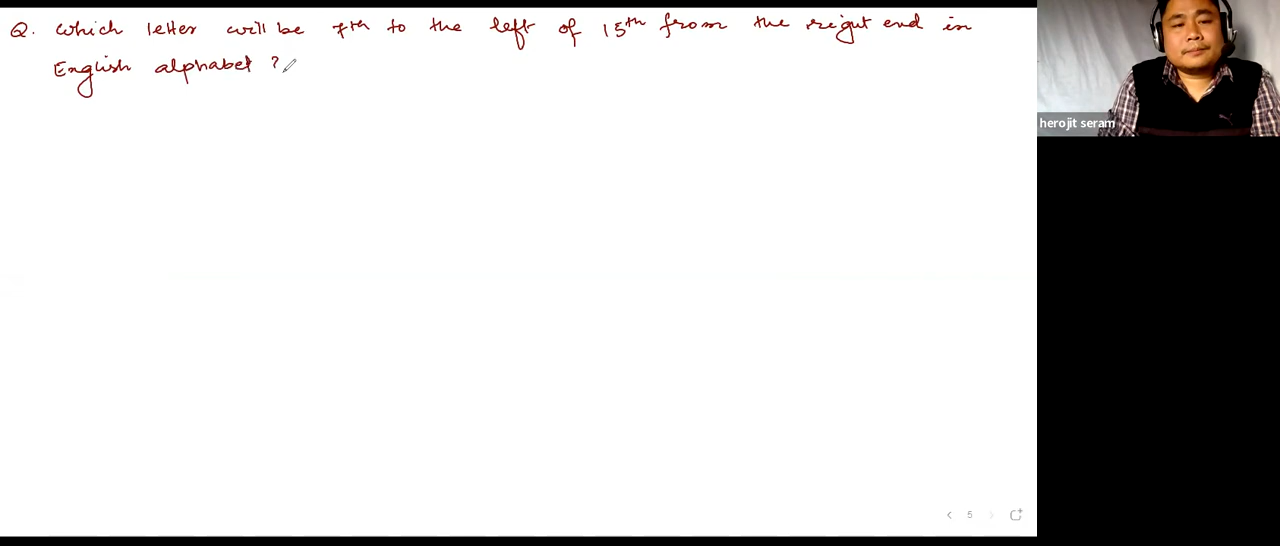 Q. which letter will be 7th to the left of 15th from the right end in
English alphabet ?
herojit seram
5